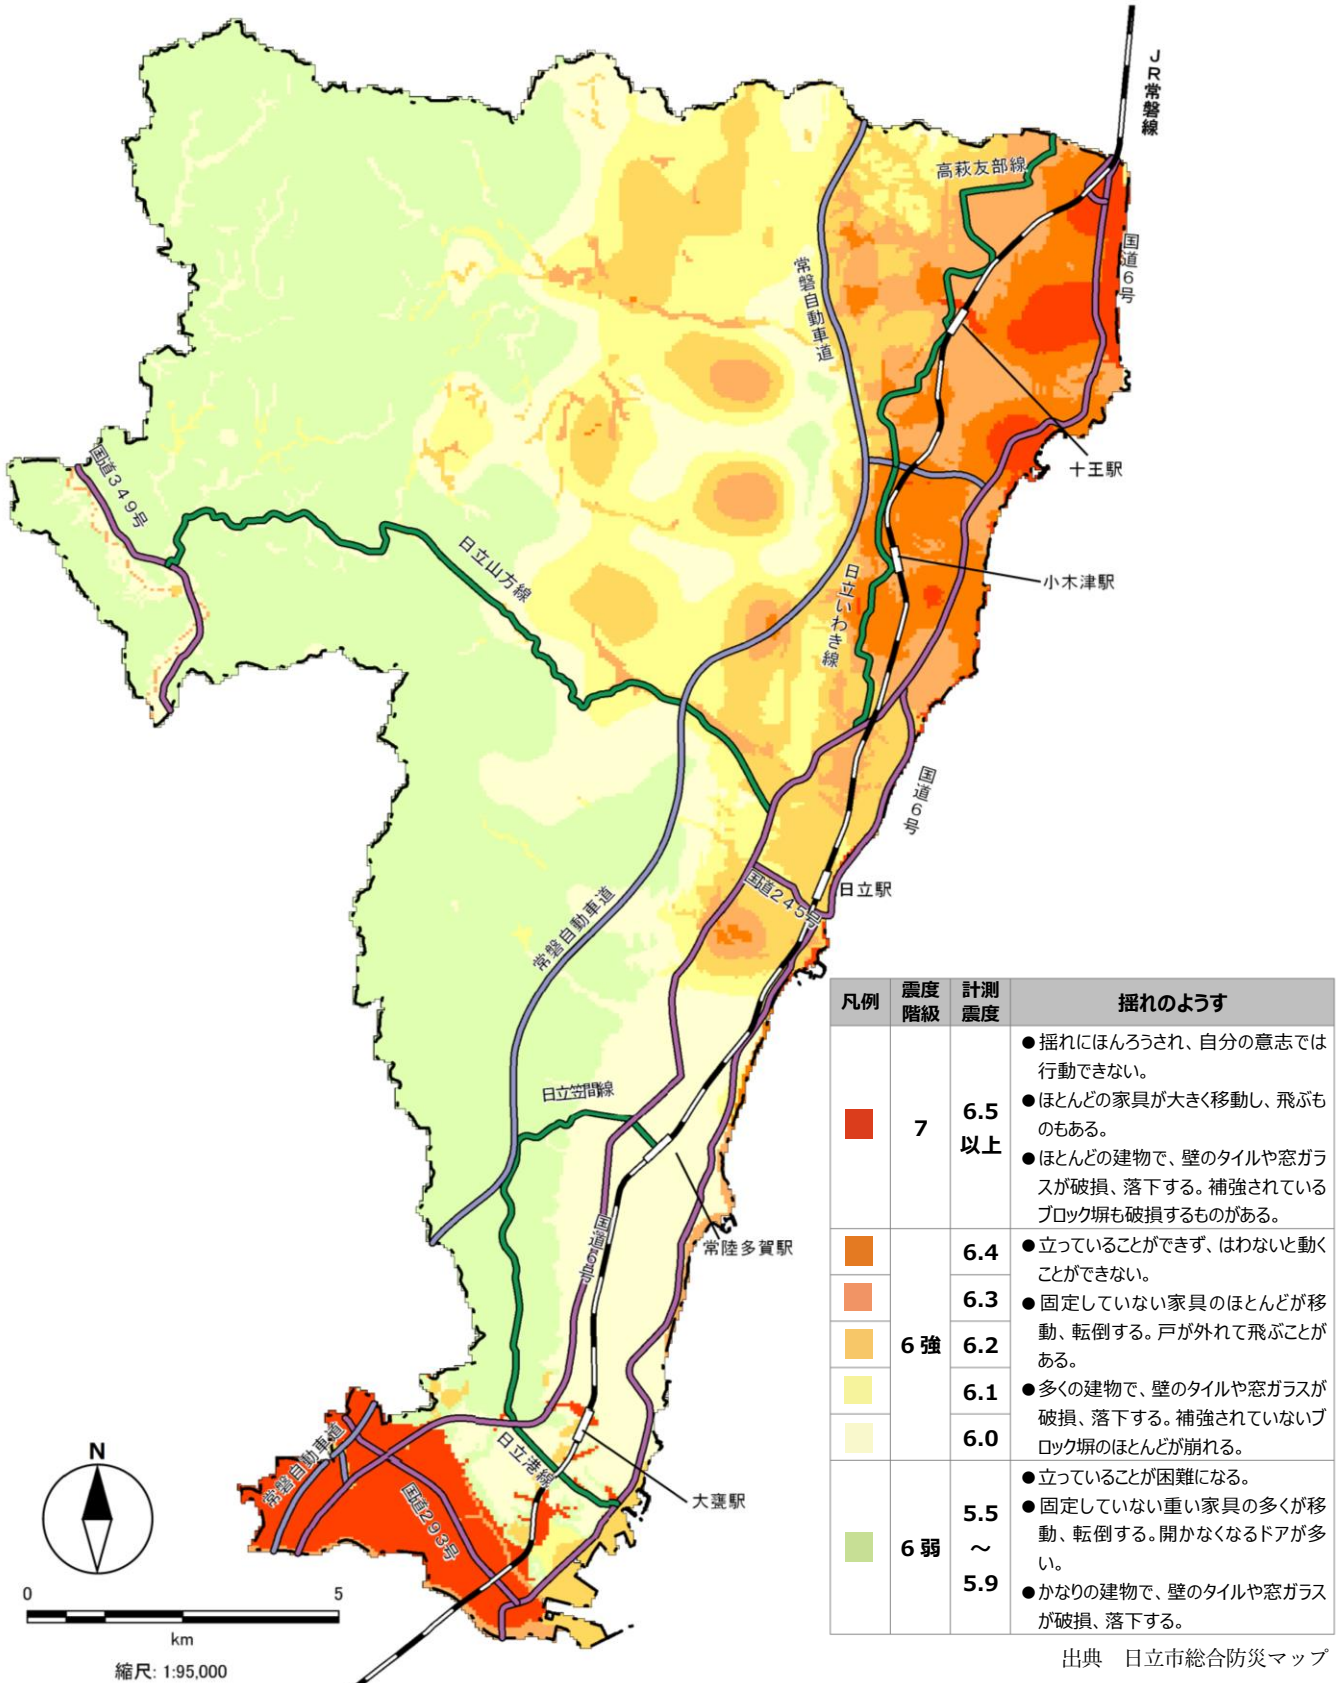 JR常磐線
高萩友部線
国道6号
常磐自動車道
十王駅
国道349号
日立山方線
小木津駅
日立いわき線
国道6号
日立駅
国道245号
常磐自動車道
日立笠間線
常陸多賀駅
国道6号
常磐自動車道
日立港線
国道293号
大甕駅
N
0 5
km
縮尺: 1:95,000
凡例 震度階級 計測震度 揺れのようす
7 6.5以上
●揺れにほんろうされ、自分の意志では
行動できない。
●ほとんどの家具が大きく移動し、飛ぶも
のもある。
●ほとんどの建物で、壁のタイルや窓ガラ
スが破損、落下する。補強されている
ブロック塀も破損するものがある。
6強
6.4
6.3
6.2
6.1
6.0
●立っていることができず、はわないと動く
ことができない。
●固定していない家具のほとんどが移
動、転倒する。戸が外れて飛ぶことが
ある。
●多くの建物で、壁のタイルや窓ガラスが
破損、落下する。補強されていないブ
ロック塀のほとんどが崩れる。
6弱
5.5
～
5.9
●立っていることが困難になる。
●固定していない重い家具の多くが移
動、転倒する。開かなくなるドアが多
い。
●かなりの建物で、壁のタイルや窓ガラス
が破損、落下する。
出典　日立市総合防災マップ